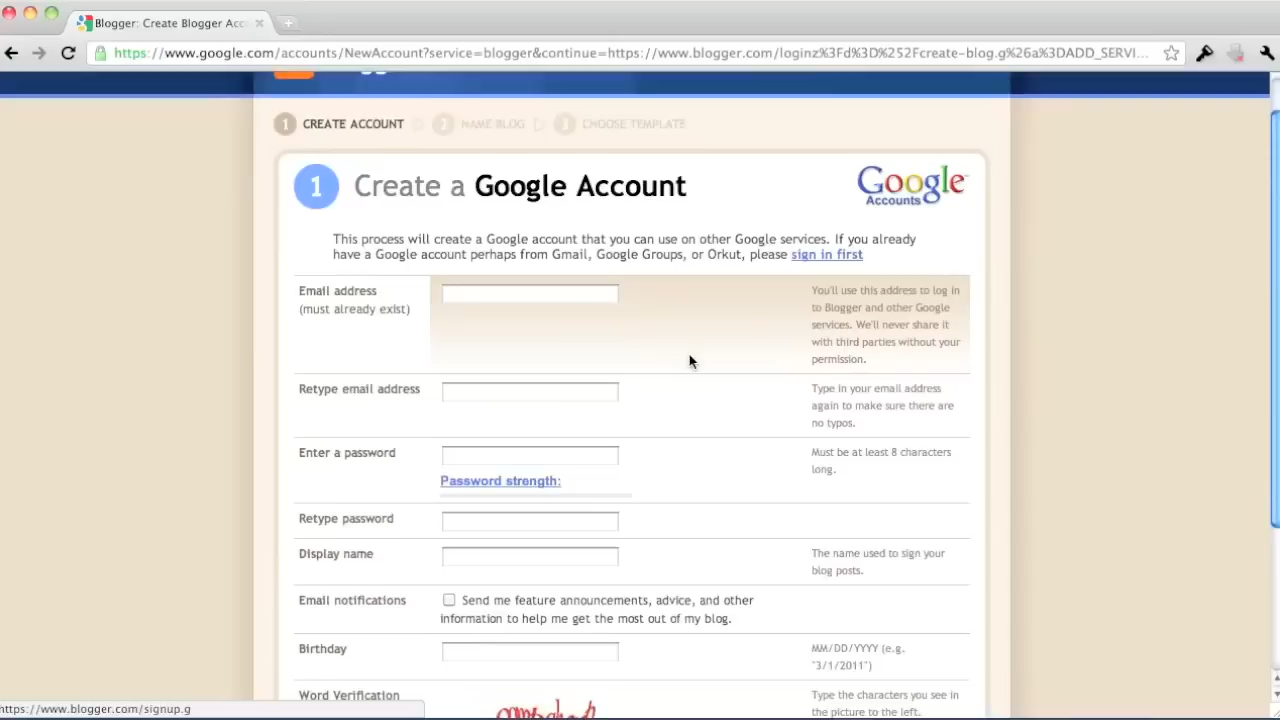 Blogger: Create Blogger Acc
https://www.google.com/accounts/NewAccount?service=blogger&continue=https://www.blogger.com/loginz%3Fd%3D%252Fcreate-blog.g%26a%3DADD_SERVI...
1 CREATE ACCOUNT 2 NAME BLOG 3 CHOOSE TEMPLATE
1 Create a Google Account
Google
Accounts
This process will create a Google account that you can use on other Google services. If you already
have a Google account perhaps from Gmail, Google Groups, or Orkut, please sign in first
Email address
(must already exist)
You'll use this address to log in
to Blogger and other Google
services. We'll never share it
with third parties without your
permission.
Retype email address
Type in your email address
again to make sure there are
no typos.
Enter a password
Must be at least 8 characters
long.
Password strength:
Retype password
Display name
The name used to sign your
blog posts.
Email notifications
Send me feature announcements, advice, and other
information to help me get the most out of my blog.
Birthday
MM/DD/YYYY (e.g.
"3/1/2011")
Word Verification
Type the characters you see in
the picture to the left.
https://www.blogger.com/signup.g